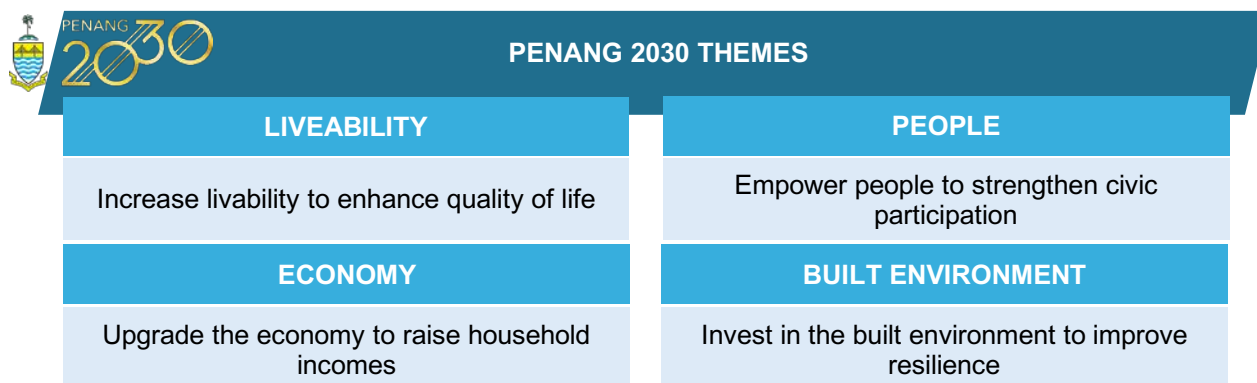 PENANG
2030
PENANG 2030 THEMES
LIVEABILITY
Increase livability to enhance quality of life
PEOPLE
Empower people to strengthen civic
participation
ECONOMY
Upgrade the economy to raise household
incomes
BUILT ENVIRONMENT
Invest in the built environment to improve
resilience